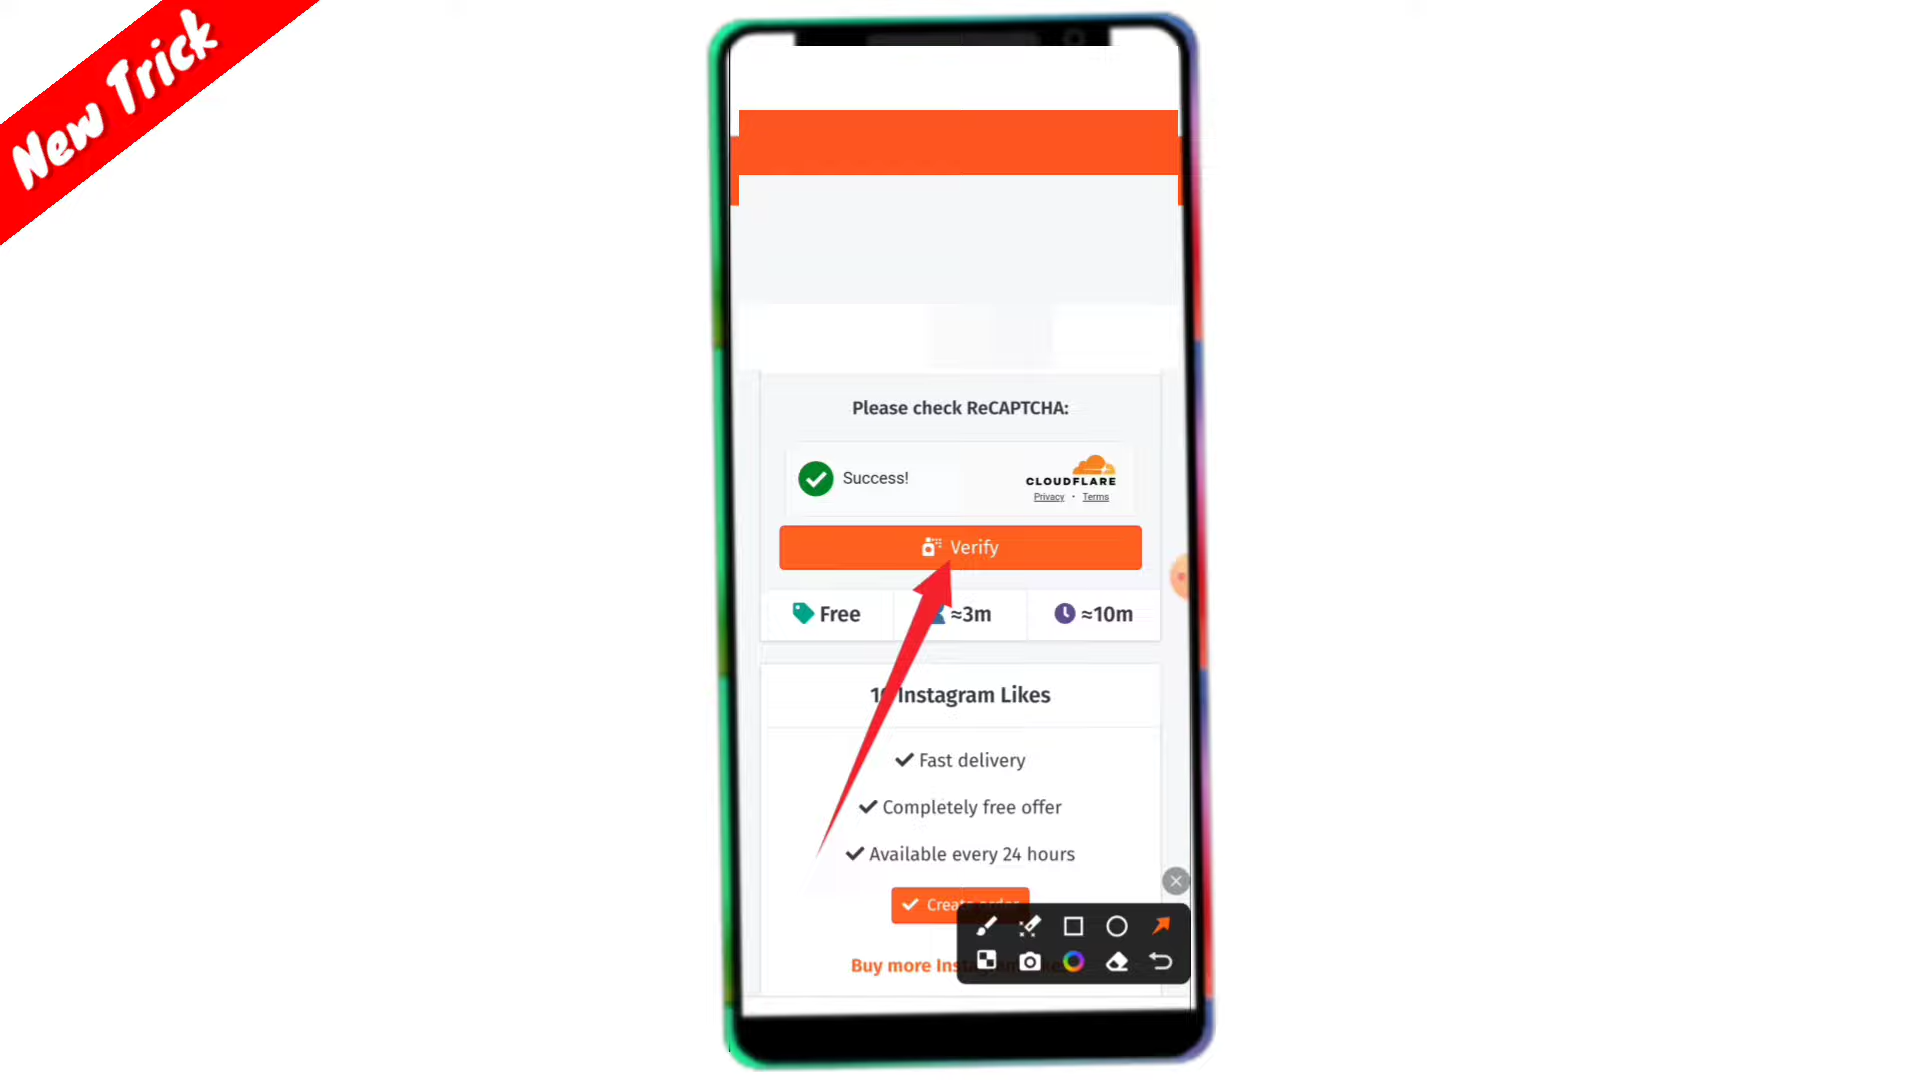 New Trick
Please check ReCAPTCHA:
Success!
CLOUDFLARE
Privacy • Terms
Verify
Free
≈3m
≈10m
Instagram Likes
Fast delivery
Completely free offer
Available every 24 hours
Buy more